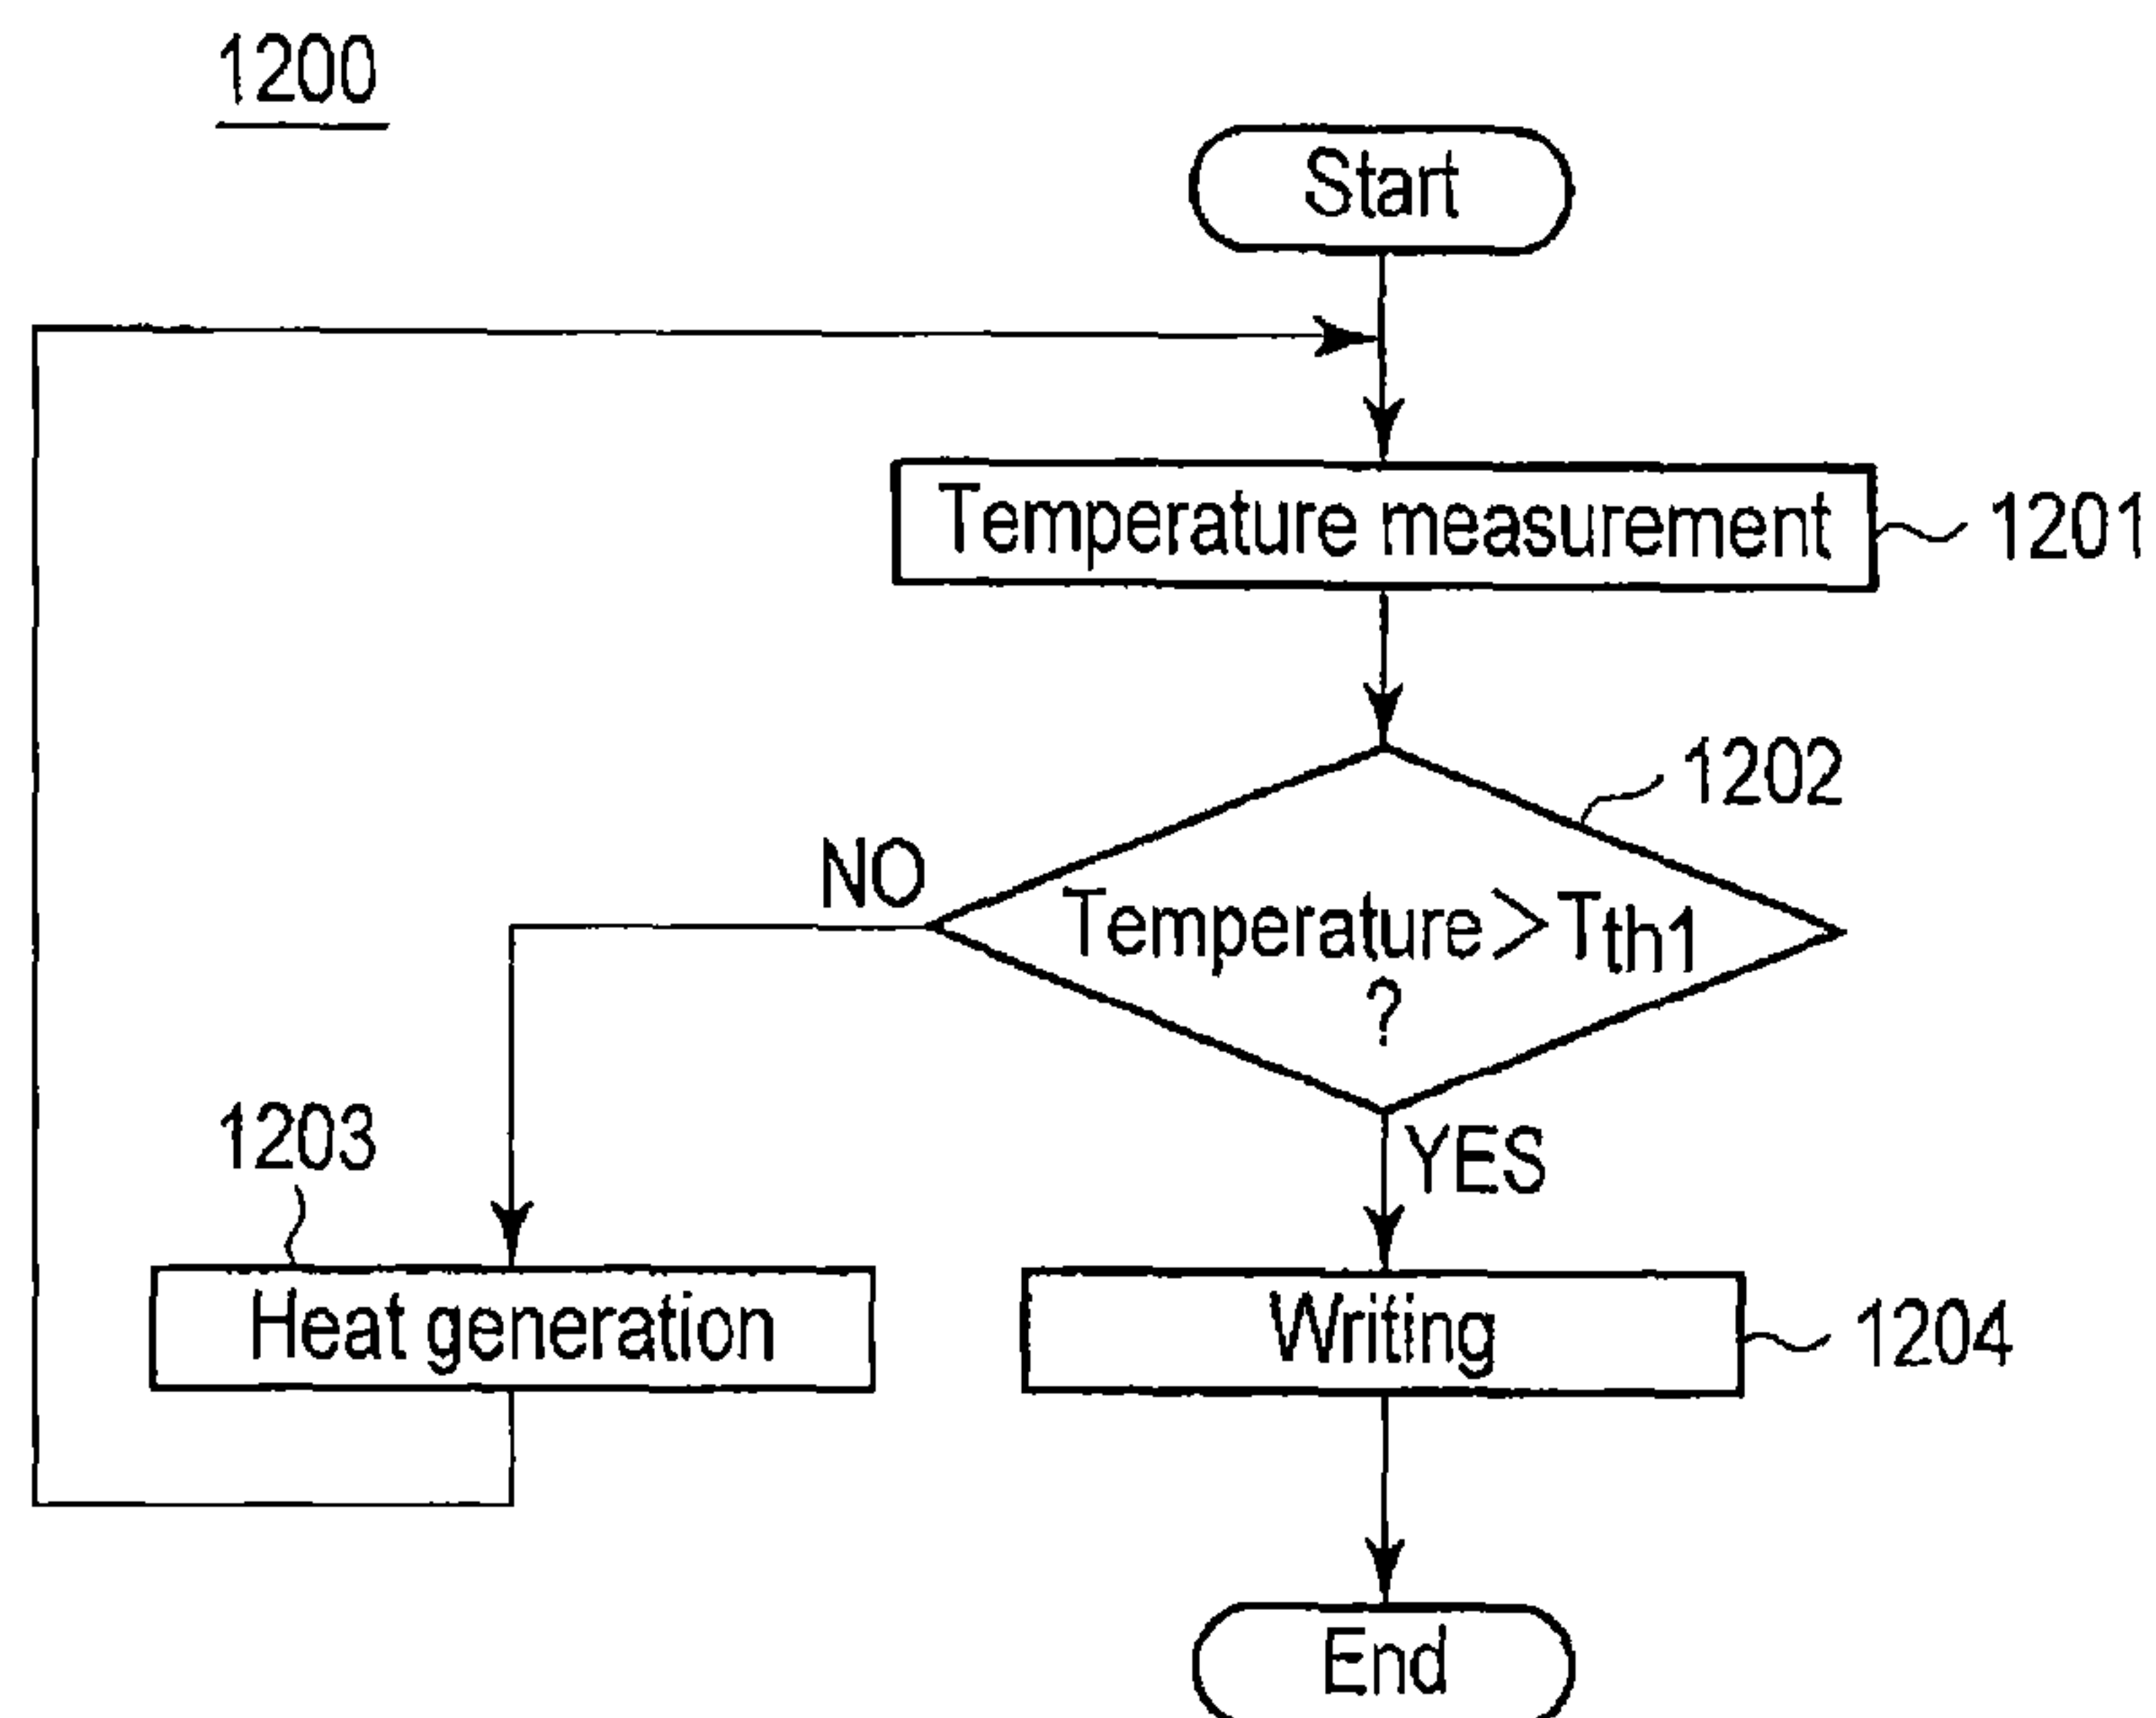 1200
Start
Temperature measurement
1201
1202
NO
Temperature>Tth1
?
YES
1203
Heat generation
Writing
1204
End